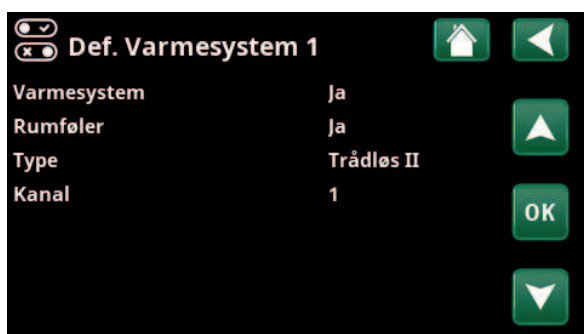 Def. Varmesystem 1
Varmesystem Ja
Rumføler Ja
Type Trådløs II
Kanal 1
OK